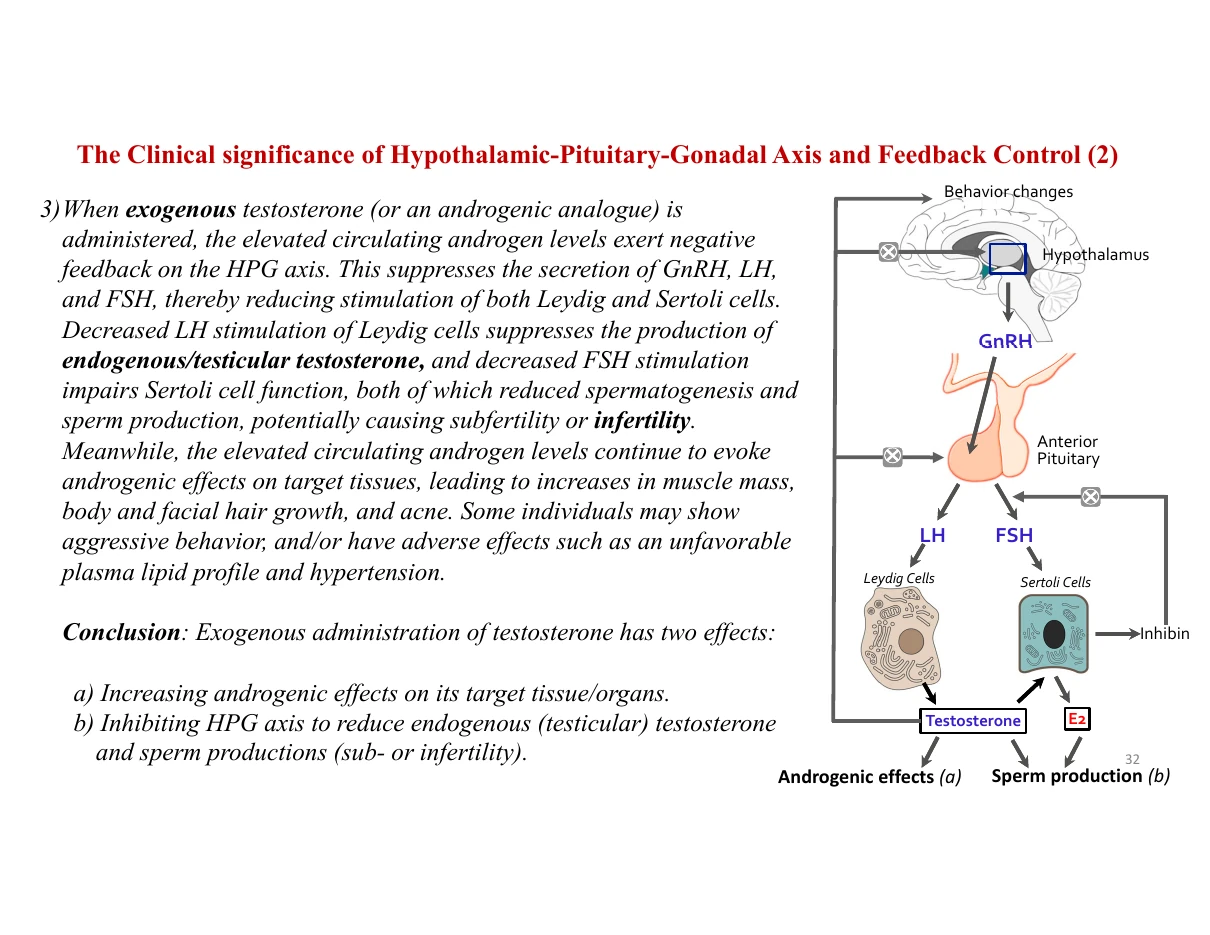 The Clinical significance of Hypothalamic-Pituitary-Gonadal Axis and Feedback Control (2)
3) When exogenous testosterone (or an androgenic analogue) is
administered, the elevated circulating androgen levels exert negative
feedback on the HPG axis. This suppresses the secretion of GnRH, LH,
and FSH, thereby reducing stimulation of both Leydig and Sertoli cells.
Decreased LH stimulation of Leydig cells suppresses the production of
endogenous/testicular testosterone, and decreased FSH stimulation
impairs Sertoli cell function, both of which reduced spermatogenesis and
sperm production, potentially causing subfertility or infertility.
Meanwhile, the elevated circulating androgen levels continue to evoke
androgenic effects on target tissues, leading to increases in muscle mass,
body and facial hair growth, and acne. Some individuals may show
aggressive behavior, and/or have adverse effects such as an unfavorable
plasma lipid profile and hypertension.
Conclusion: Exogenous administration of testosterone has two effects:
a) Increasing androgenic effects on its target tissue/organs.
b) Inhibiting HPG axis to reduce endogenous (testicular) testosterone
and sperm productions (sub- or infertility).
Behavior changes
Hypothalamus
GnRH
Anterior
Pituitary
LH
FSH
Leydig Cells
Sertoli Cells
Inhibin
Testosterone
E2
32
Androgenic effects (a)
Sperm production (b)